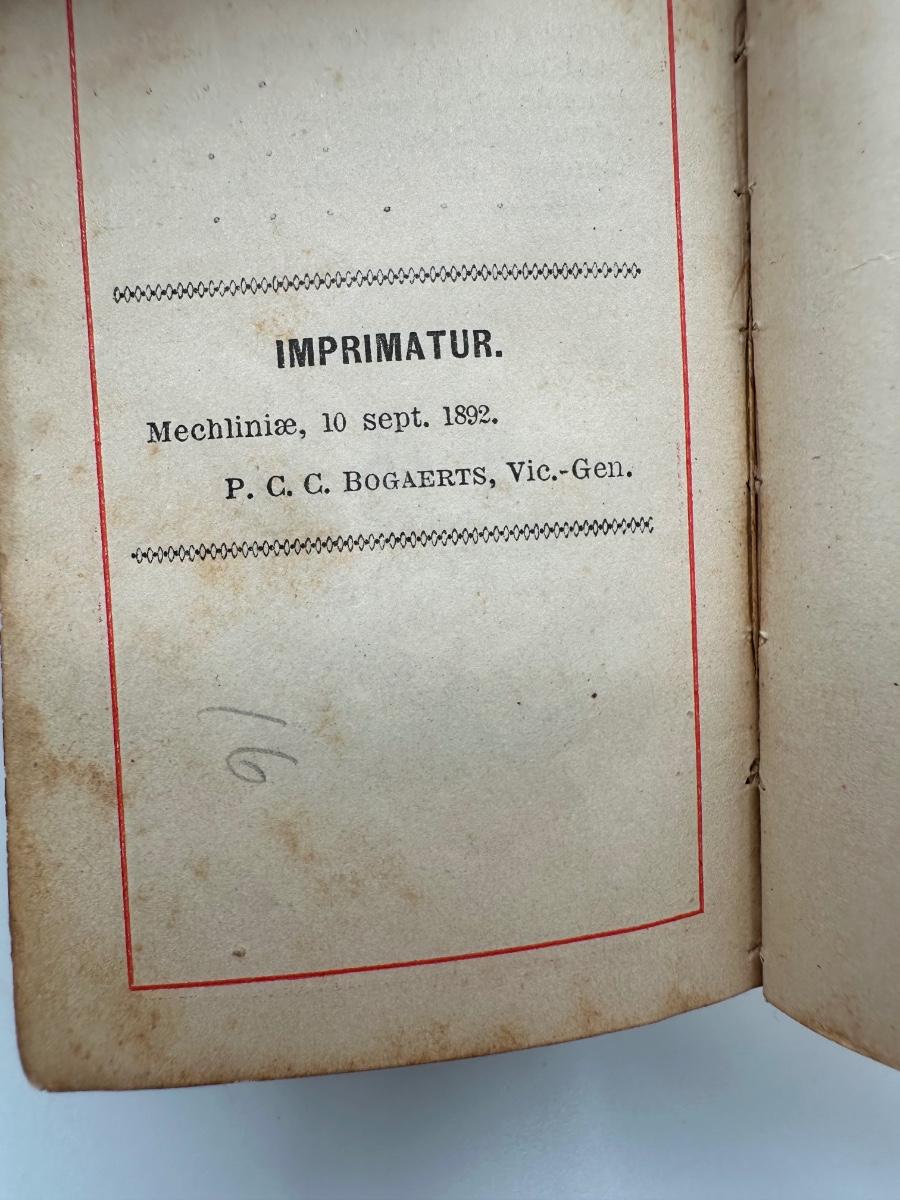 IMPRIMATUR.
Mechliniæ, 10 sept. 1892.
P. C. C. BOGAERTS, Vic.-Gen.
16